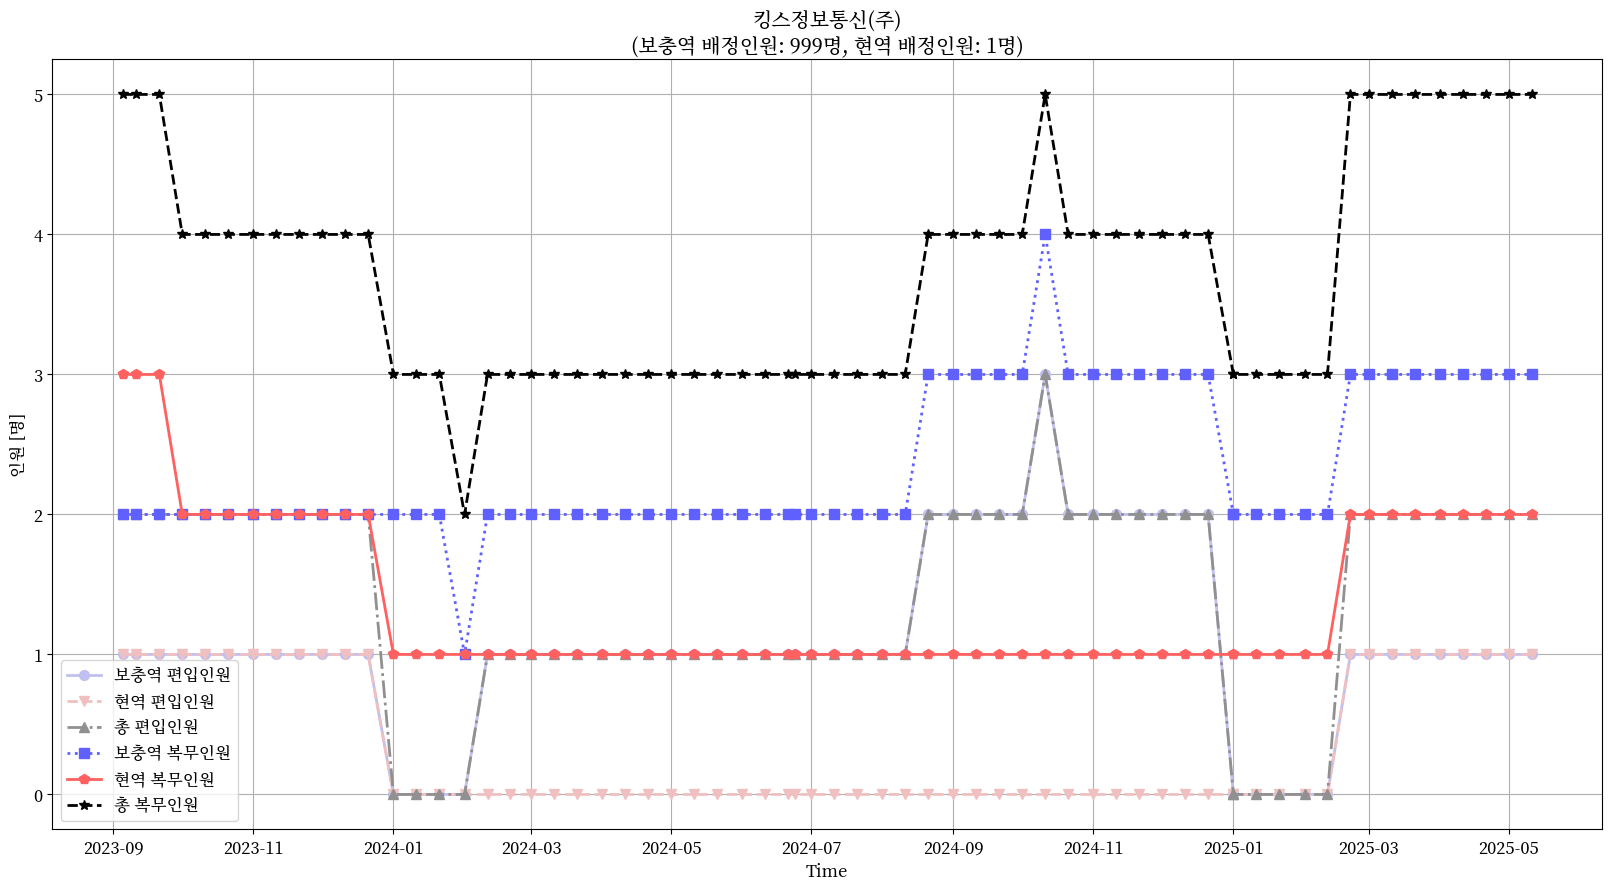 킹스정보통신(주)
(보충역 배정인원: 999명, 현역 배정인원: 1명)
인원 [명]
5
4
3
2
1
0
보충역 편입인원
현역 편입인원
총 편입인원
보충역 복무인원
현역 복무인원
총 복무인원
2023-09
2023-11
2024-01
2024-03
2024-05
2024-07
2024-09
2024-11
2025-01
2025-03
2025-05
Time